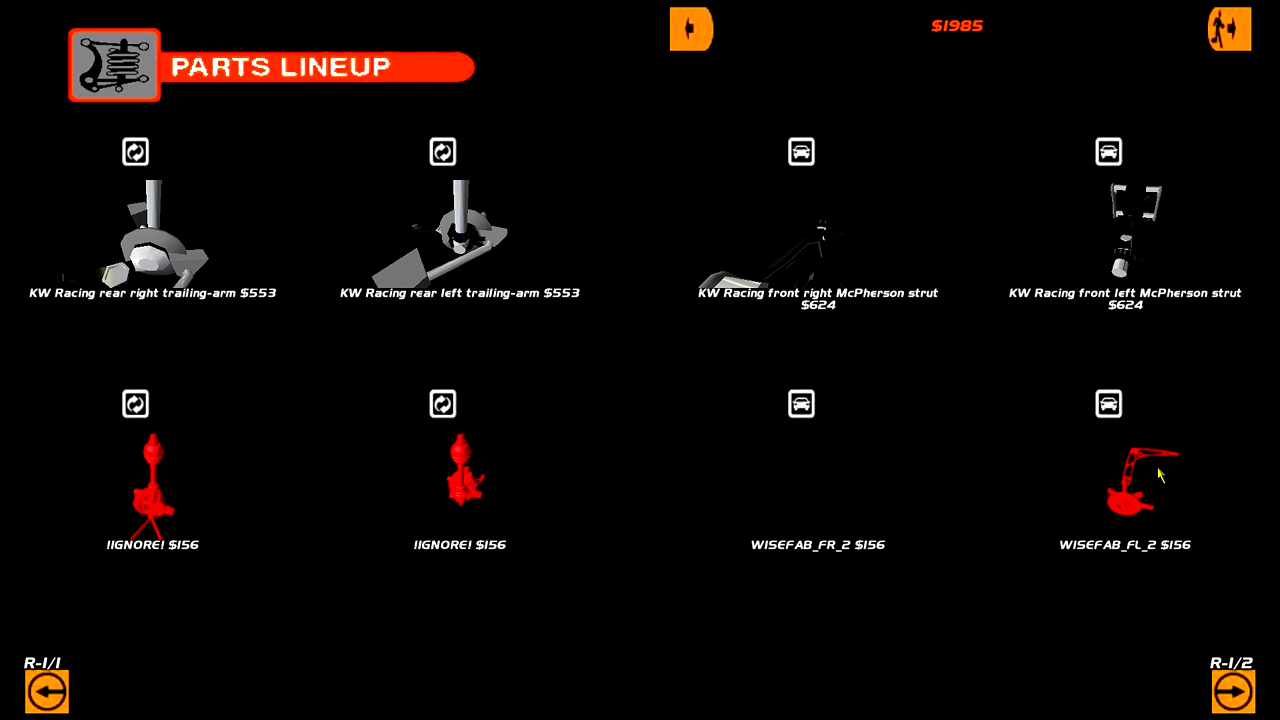 $1985
PARTS LINEUP
KW Racing rear right trailing-arm $553
KW Racing rear left trailing-arm $553
KW Racing front right McPherson strut
$624
KW Racing front left McPherson strut
$624
!!GNORE! $156
!!GNORE! $156
WISEFAB_FR_2 $156
WISEFAB_FL_2 $156
R-1/1
R-1/2